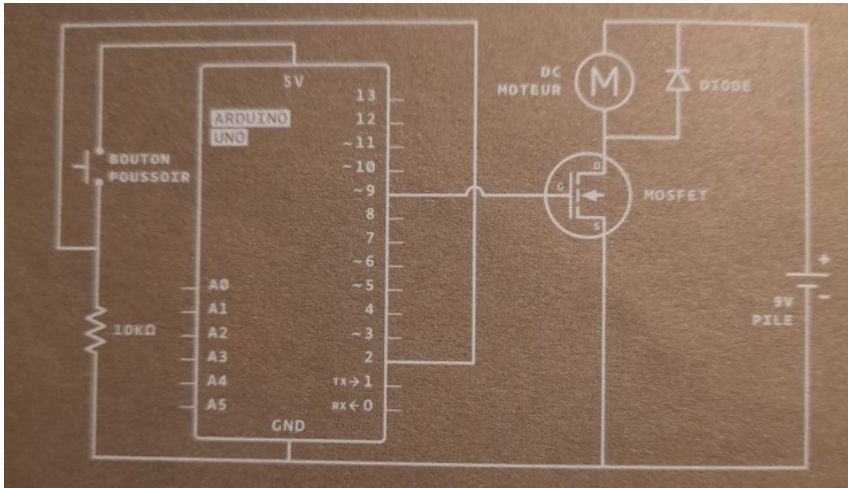 5V
ARDUINO
UNO
13
12
~11
~10
~9
8
7
~6
~5
4
~3
2
TX→1
RX←0
A0
A1
A2
A3
A4
A5
GND
BOUTON
POUSSOIR
10KΩ
DC
MOTEUR
M
DIODE
D
G
S
MOSFET
+
-
9V
PILE